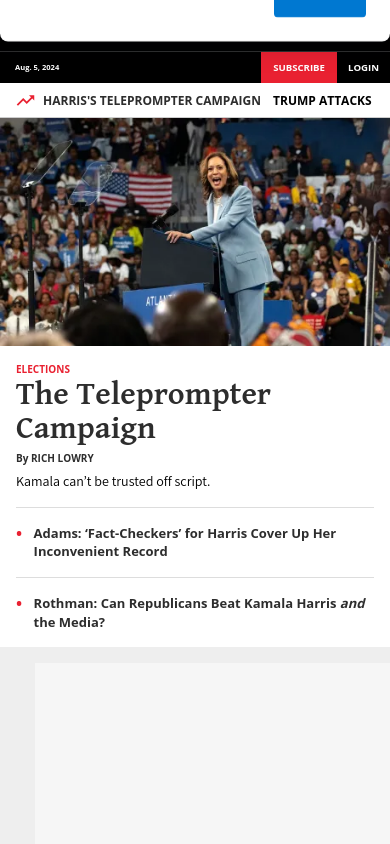 Aug. 5, 2024
SUBSCRIBE
LOGIN
HARRIS'S TELEPROMPTER CAMPAIGN
TRUMP ATTACKS
ATLANT
ELECTIONS
The Teleprompter
Campaign
By RICH LOWRY
Kamala can’t be trusted off script.
Adams: ‘Fact-Checkers’ for Harris Cover Up Her
Inconvenient Record
Rothman: Can Republicans Beat Kamala Harris and
the Media?